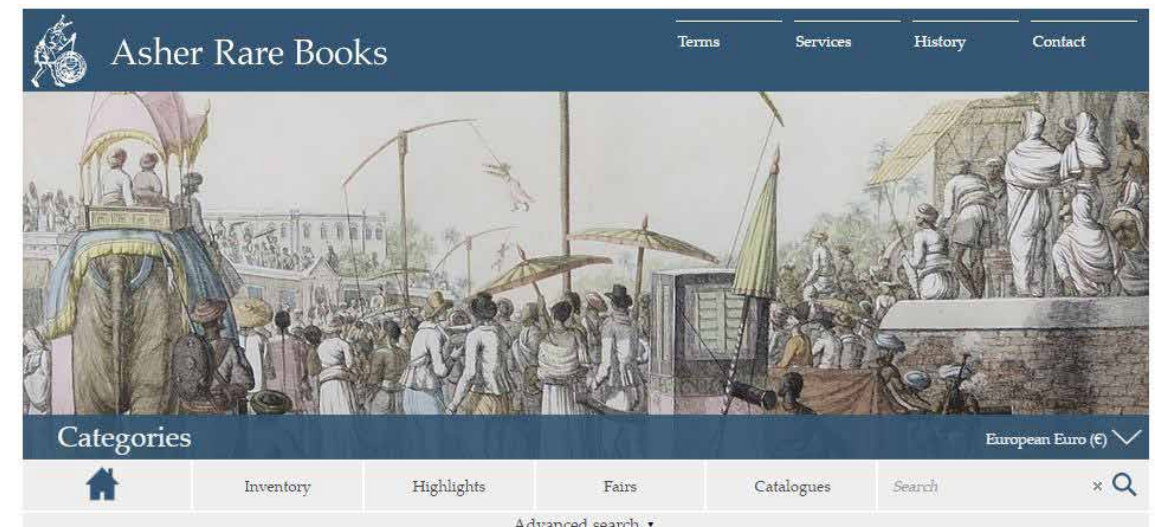 Asher Rare Books
Terms Services History Contact
Categories
European Euro (€)
Inventory Highlights Fairs Catalogues Search ×
Advanced search ▾